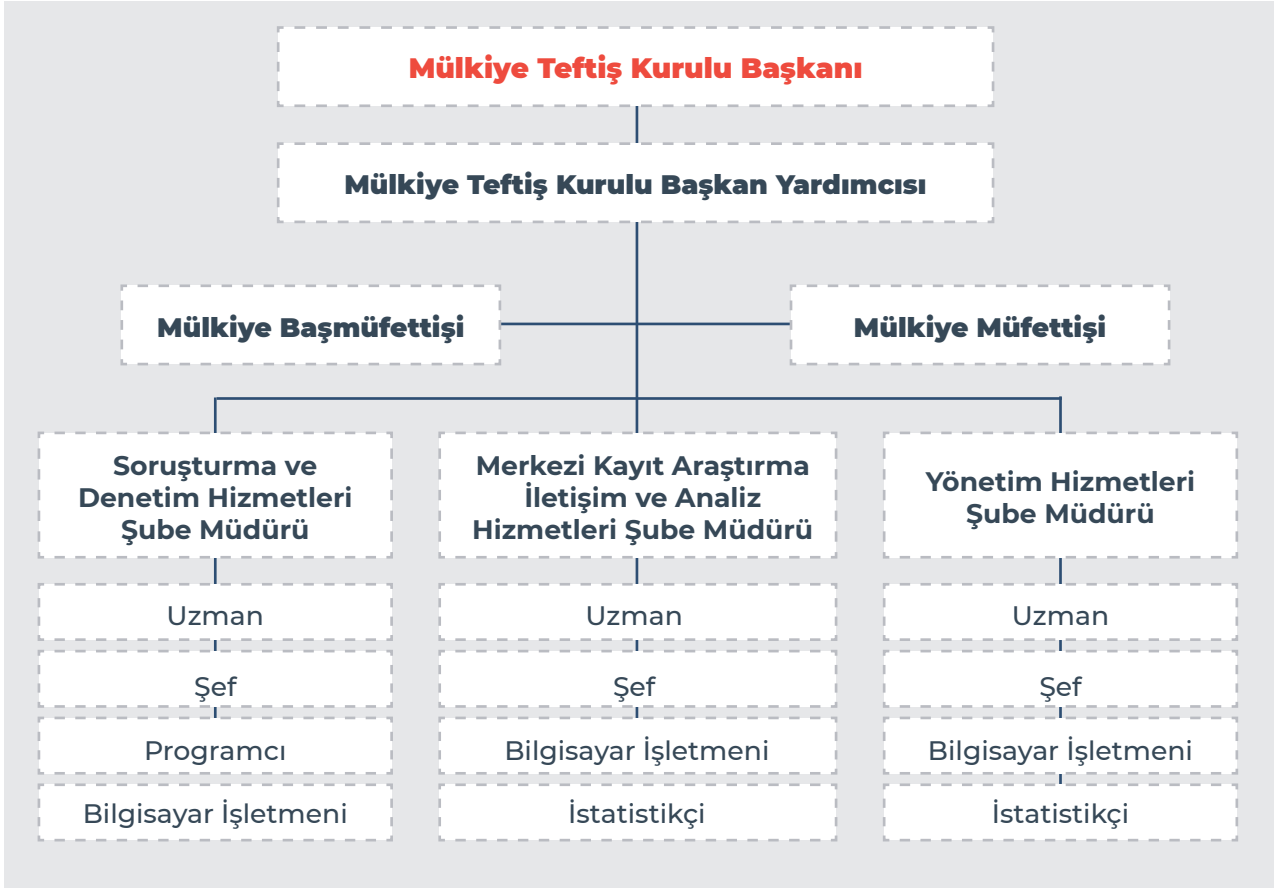 Mülkiye Teftiş Kurulu Başkanı
Mülkiye Teftiş Kurulu Başkan Yardımcısı
Mülkiye Başmüfettişi
Mülkiye Müfettişi
Soruşturma ve
Denetim Hizmetleri
Şube Müdürü
Uzman
Şef
Programcı
Bilgisayar İşletmeni
Merkezi Kayıt Araştırma
İletişim ve Analiz
Hizmetleri Şube Müdürü
Uzman
Şef
Bilgisayar İşletmeni
İstatistikçi
Yönetim Hizmetleri
Şube Müdürü
Uzman
Şef
Bilgisayar İşletmeni
İstatistikçi